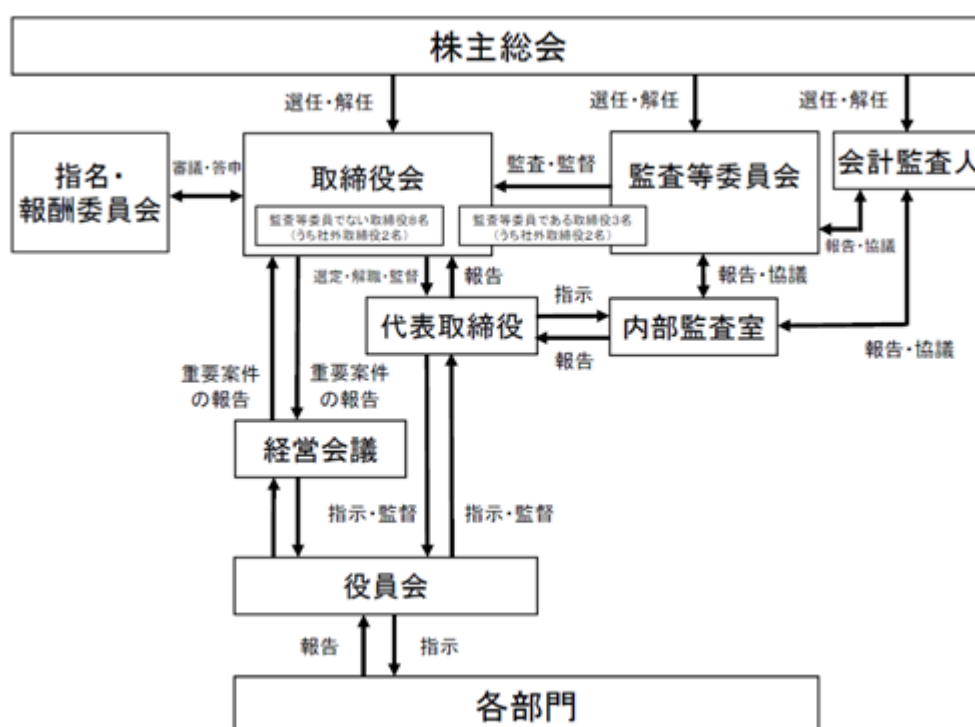 株主総会
選任・解任
選任・解任
選任・解任
指名・
報酬委員会
審議・答申
取締役会
監査等委員でない取締役8名
(うち社外取締役2名)
監査・監督
監査等委員会
監査等委員である取締役3名
(うち社外取締役2名)
会計監査人
報告・協議
選定・解職・監督
報告
報告・協議
代表取締役
指示
報告
内部監査室
報告・協議
重要案件
の報告
重要案件
の報告
経営会議
指示・監督
指示・監督
役員会
報告
指示
各部門